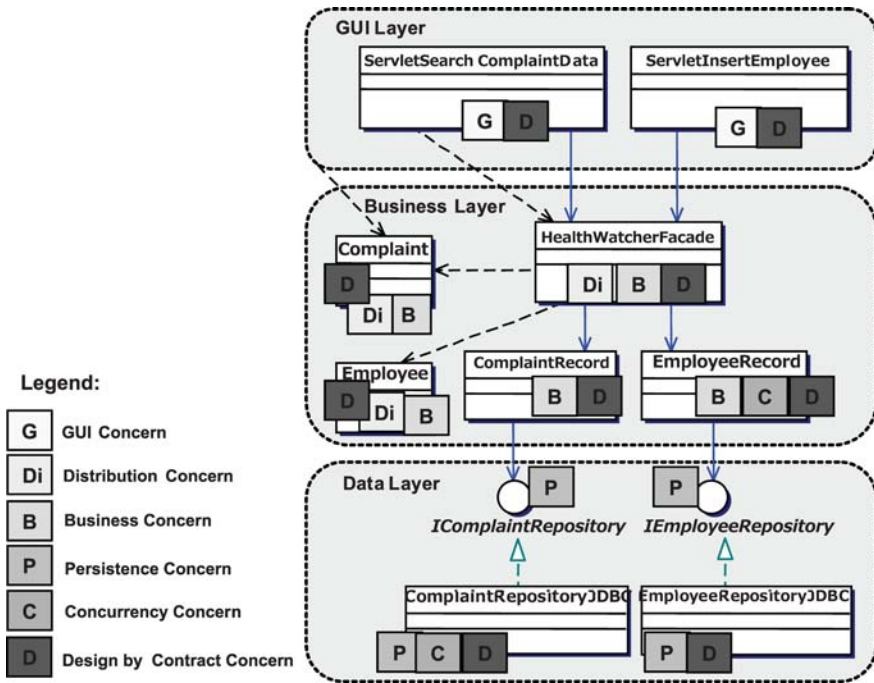 GUI Layer
ServletSearch ComplaintData
ServletInsertEmployee
G D
G D
Business Layer
Complaint
D
Di B
HealthWatcherFacade
Di B D
Employee
D
Di
B
ComplaintRecord
B D
EmployeeRecord
B C D
Legend:
G GUI Concern
Di Distribution Concern
B Business Concern
P Persistence Concern
C Concurrency Concern
D Design by Contract Concern
Data Layer
P
IComplaintRepository
P
IEmployeeRepository
ComplaintRepositoryJDBC
P C D
EmployeeRepositoryJDBC
P D